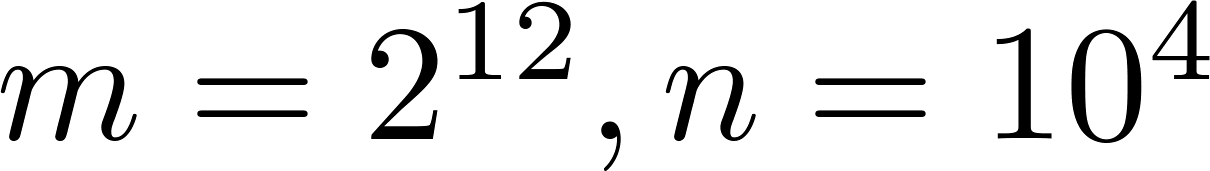 m = 2^{12}, n = 10^4